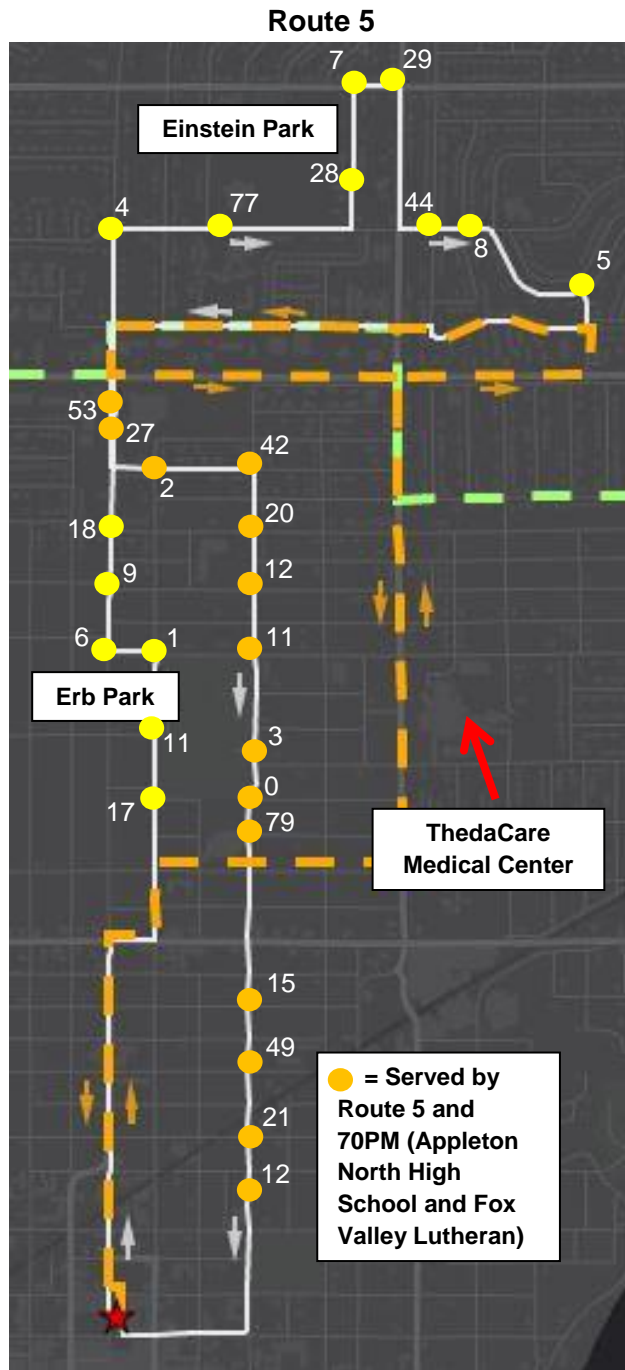 Route 5
7
29
Einstein Park
28
4
77
44
8
5
53
27
42
2
18
20
9
12
6
1
11
Erb Park
11
3
17
0
79
ThedaCare
Medical Center
15
49
= Served by
Route 5 and
70PM (Appleton
North High
School and Fox
Valley Lutheran)
21
12